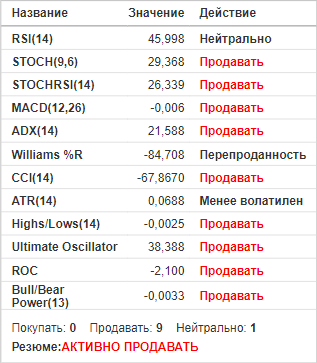 Название Значение Действие
RSI(14) 45,998 Нейтрально
STOCH(9,6) 29,368 Продавать
STOCHRSI(14) 26,339 Продавать
MACD(12,26) -0,006 Продавать
ADX(14) 21,588 Продавать
Williams %R -84,708 Перепроданность
CCI(14) -67,8670 Продавать
ATR(14) 0,0688 Менее волатилен
Highs/Lows(14) -0,0025 Продавать
Ultimate Oscillator 38,388 Продавать
ROC -2,100 Продавать
Bull/Bear
Power(13) -0,0033 Продавать
Покупать: 0 Продавать: 9 Нейтрально: 1
Резюме:АКТИВНО ПРОДАВАТЬ